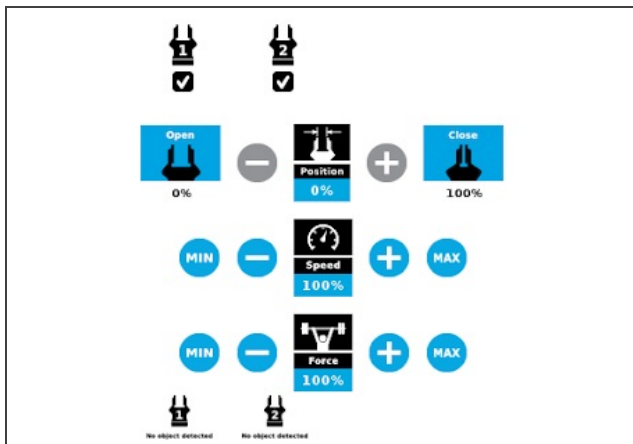 1 2
Open Close
Position
0% 0% 100%
MIN Speed MAX
100%
MIN Force MAX
100%
1 2
No object detected No object detected